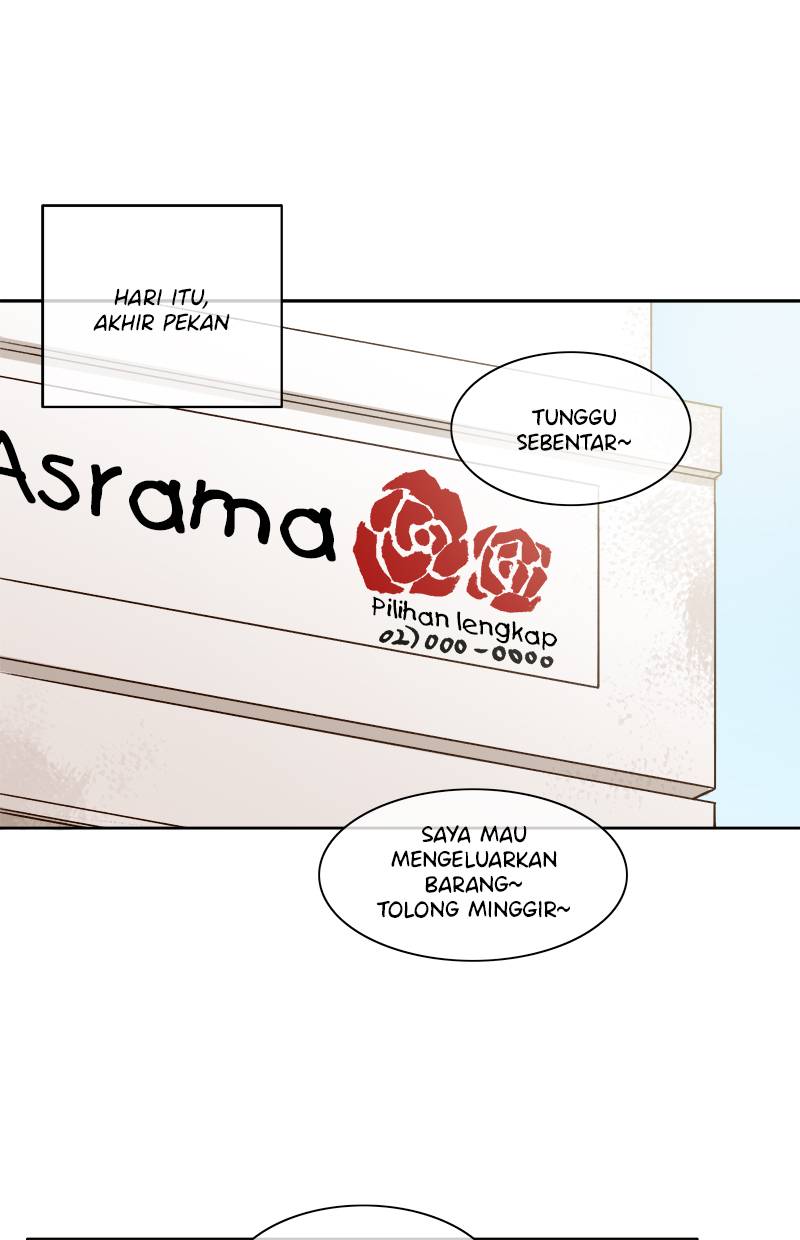 HARI ITU,
AKHIR PEKAN
TUNGGU
SEBENTAR~
Asrama
Pilihan lengkap
02)000-0000
SAYA MAU
MENGELUARKAN
BARANG~
TOLONG MINGGIR~